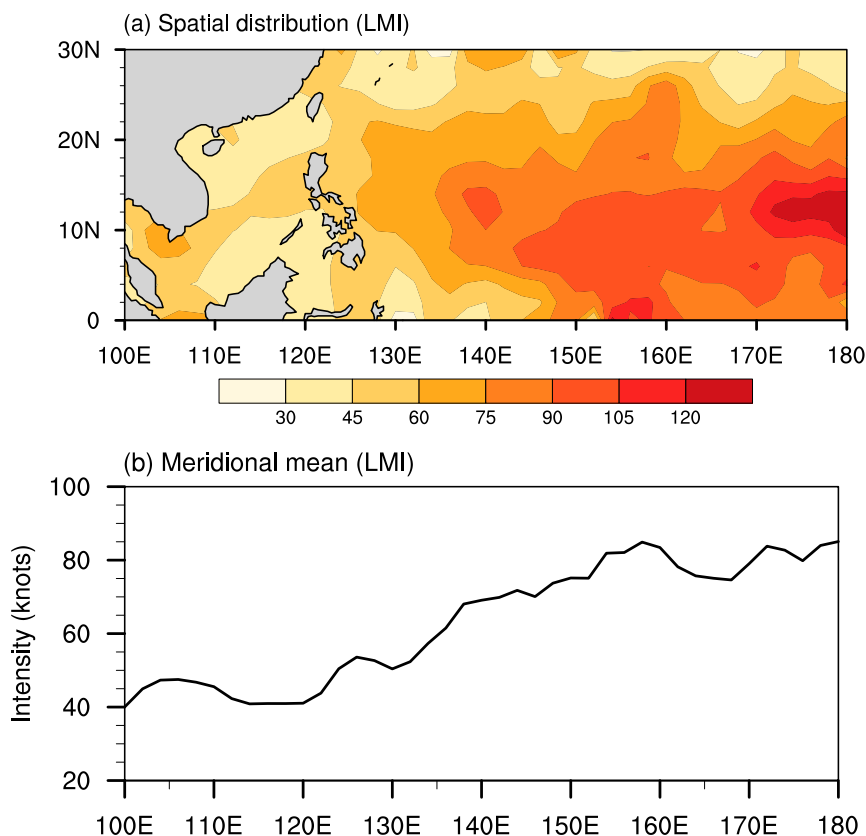 (a) Spatial distribution (LMI)
30N
20N
10N
0
100E 110E 120E 130E 140E 150E 160E 170E 180
30 45 60 75 90 105 120
(b) Meridional mean (LMI)
100
80
60
40
20
Intensity (knots)
100E 110E 120E 130E 140E 150E 160E 170E 180